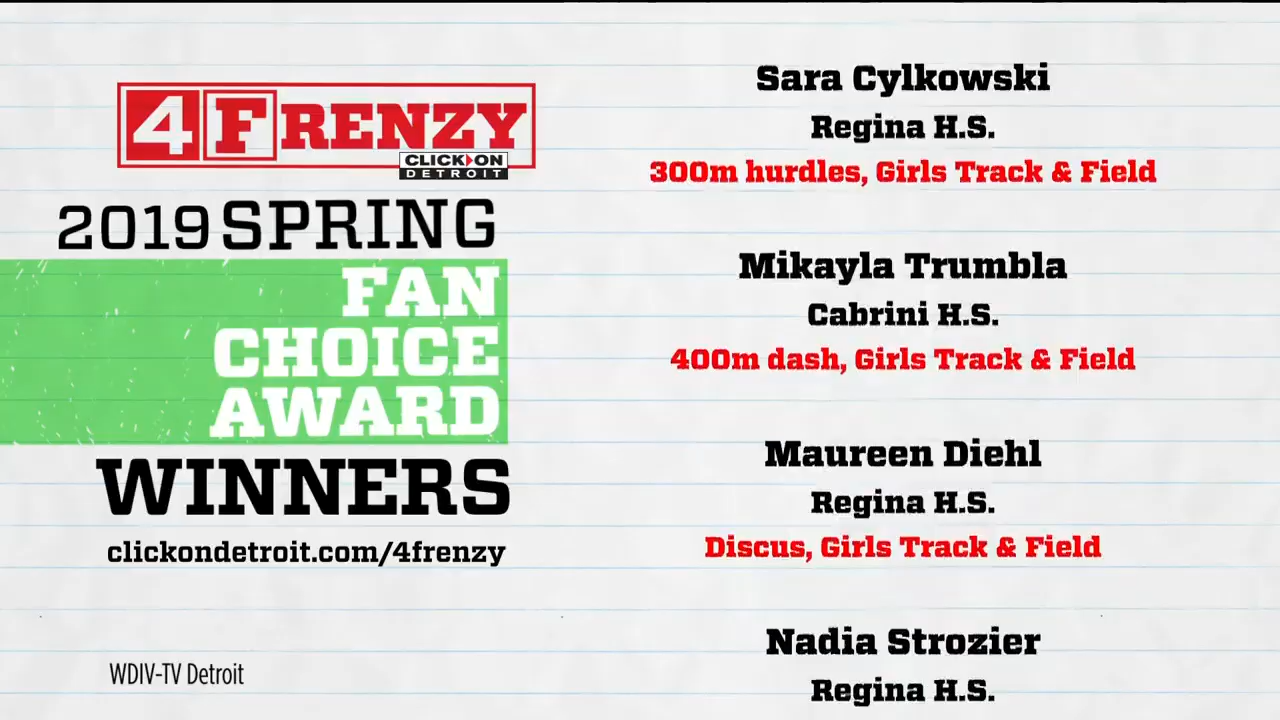 4FRENZY
CLICK ON
DETROIT
2019 SPRING
FAN
CHOICE
AWARD
WINNERS
clickondetroit.com/4frenzy
WDIV-TV Detroit
Sara Cylkowski
Regina H.S.
300m hurdles, Girls Track & Field
Mikayla Trumbla
Cabrini H.S.
400m dash, Girls Track & Field
Maureen Diehl
Regina H.S.
Discus, Girls Track & Field
Nadia Strozier
Regina H.S.